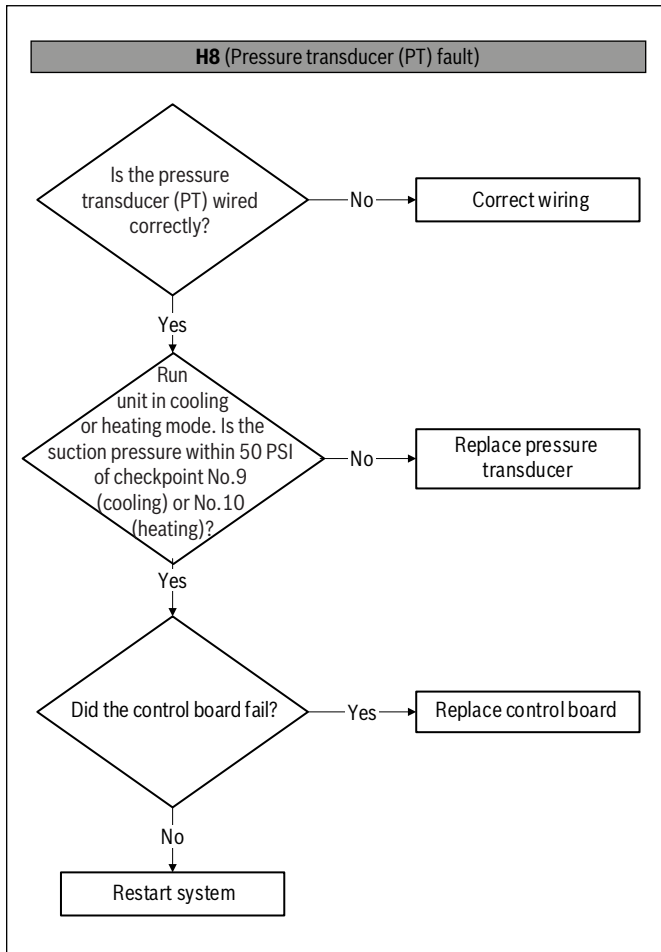 H8 (Pressure transducer (PT) fault)
Is the pressure
transducer (PT) wired
correctly?
No
Correct wiring
Yes
Run
unit in cooling
or heating mode. Is the
suction pressure within 50 PSI
of checkpoint No.9
(cooling) or No.10
(heating)?
No
Replace pressure
transducer
Yes
Did the control board fail?
Yes
Replace control board
No
Restart system